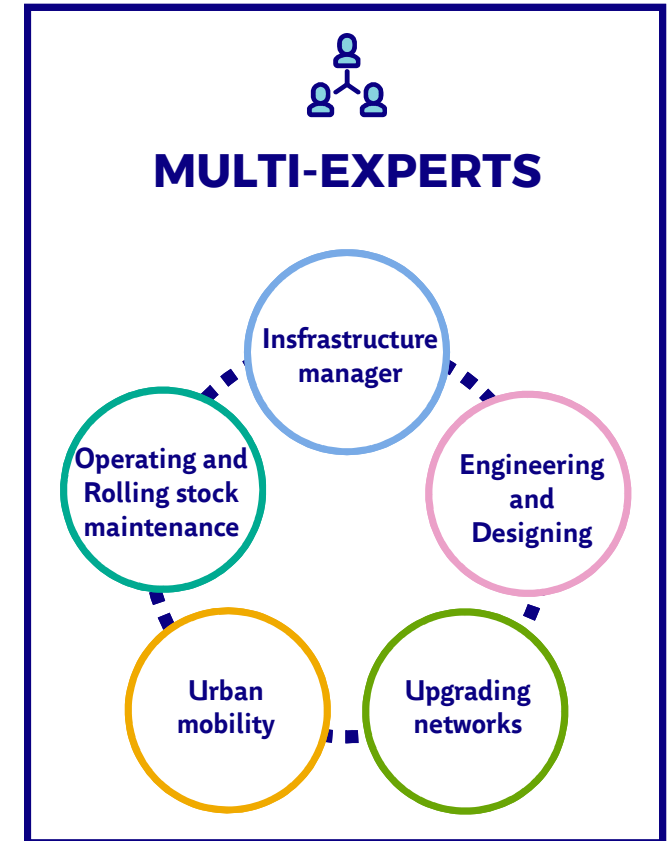 MULTI-EXPERTS
Insfrastructure
manager
Operating and
Rolling stock
maintenance
Engineering
and
Designing
Urban
mobility
Upgrading
networks